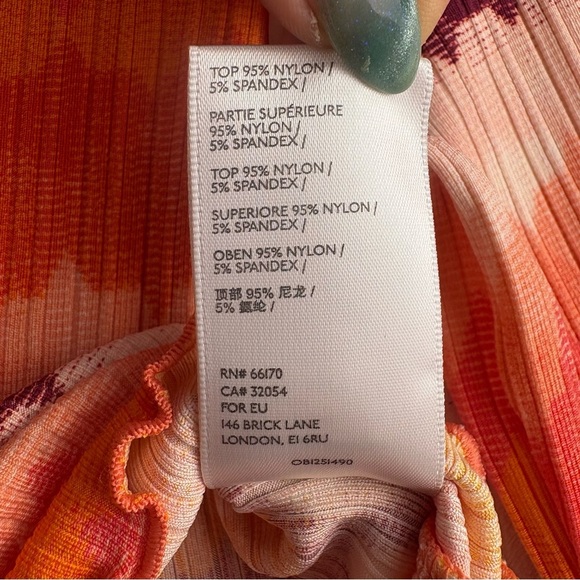 TOP 95% NYLON /
5% SPANDEX /
PARTIE SUPÉRIEURE
95% NYLON /
5% SPANDEX /
TOP 95% NYLON /
5% SPANDEX /
SUPERIORE 95% NYLON /
5% SPANDEX /
OBEN 95% NYLON /
5% SPANDEX /
顶部 95% 尼龙 /
5% 氨纶 /
RN# 66170
CA# 32054
FOR EU
146 BRICK LANE
LONDON, E1 6RU
OB1251490